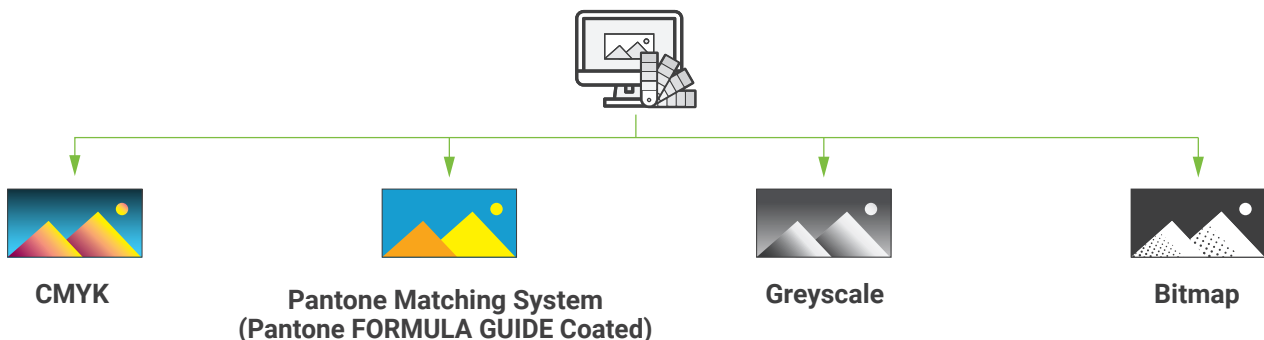 CMYK
Pantone Matching System
(Pantone FORMULA GUIDE Coated)
Greyscale
Bitmap